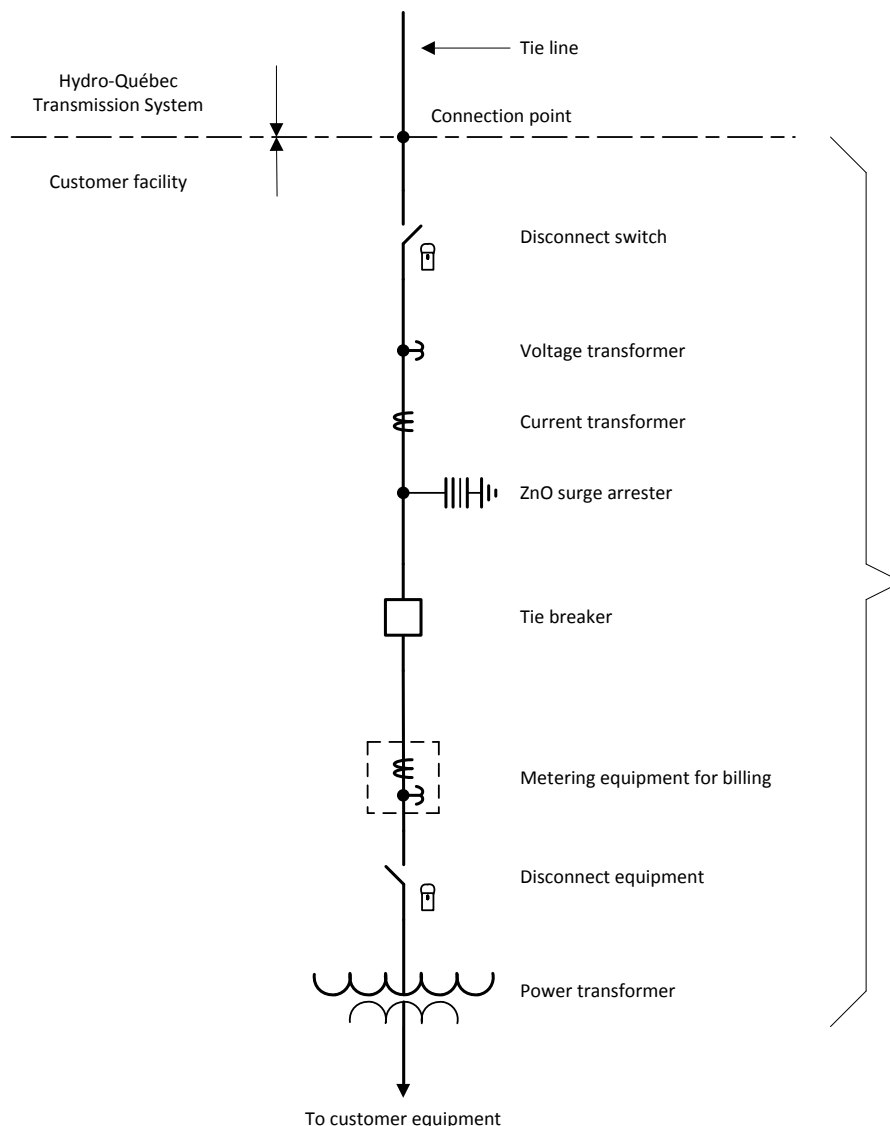 Tie line
Hydro-Québec
Transmission System
Connection point
Customer facility
Disconnect switch
Voltage transformer
Current transformer
ZnO surge arrester
Tie breaker
Metering equipment for billing
Disconnect equipment
Power transformer
To customer equipment